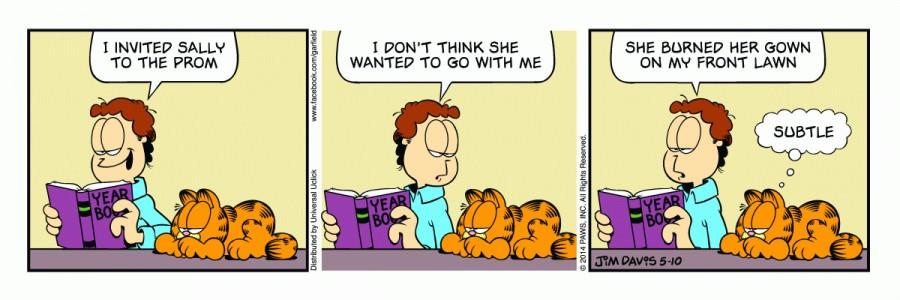 I INVITED SALLY
TO THE PROM
YEAR
BOO
www.facebook.com/garfield
Distributed by Universal Uclick
I DON'T THINK SHE
WANTED TO GO WITH ME
YEAR
BOO
© 2014 PAWS, INC. All Rights Reserved.
SHE BURNED HER GOWN
ON MY FRONT LAWN
SUBTLE
YEAR
BOO
JIM DAVIS 5-10